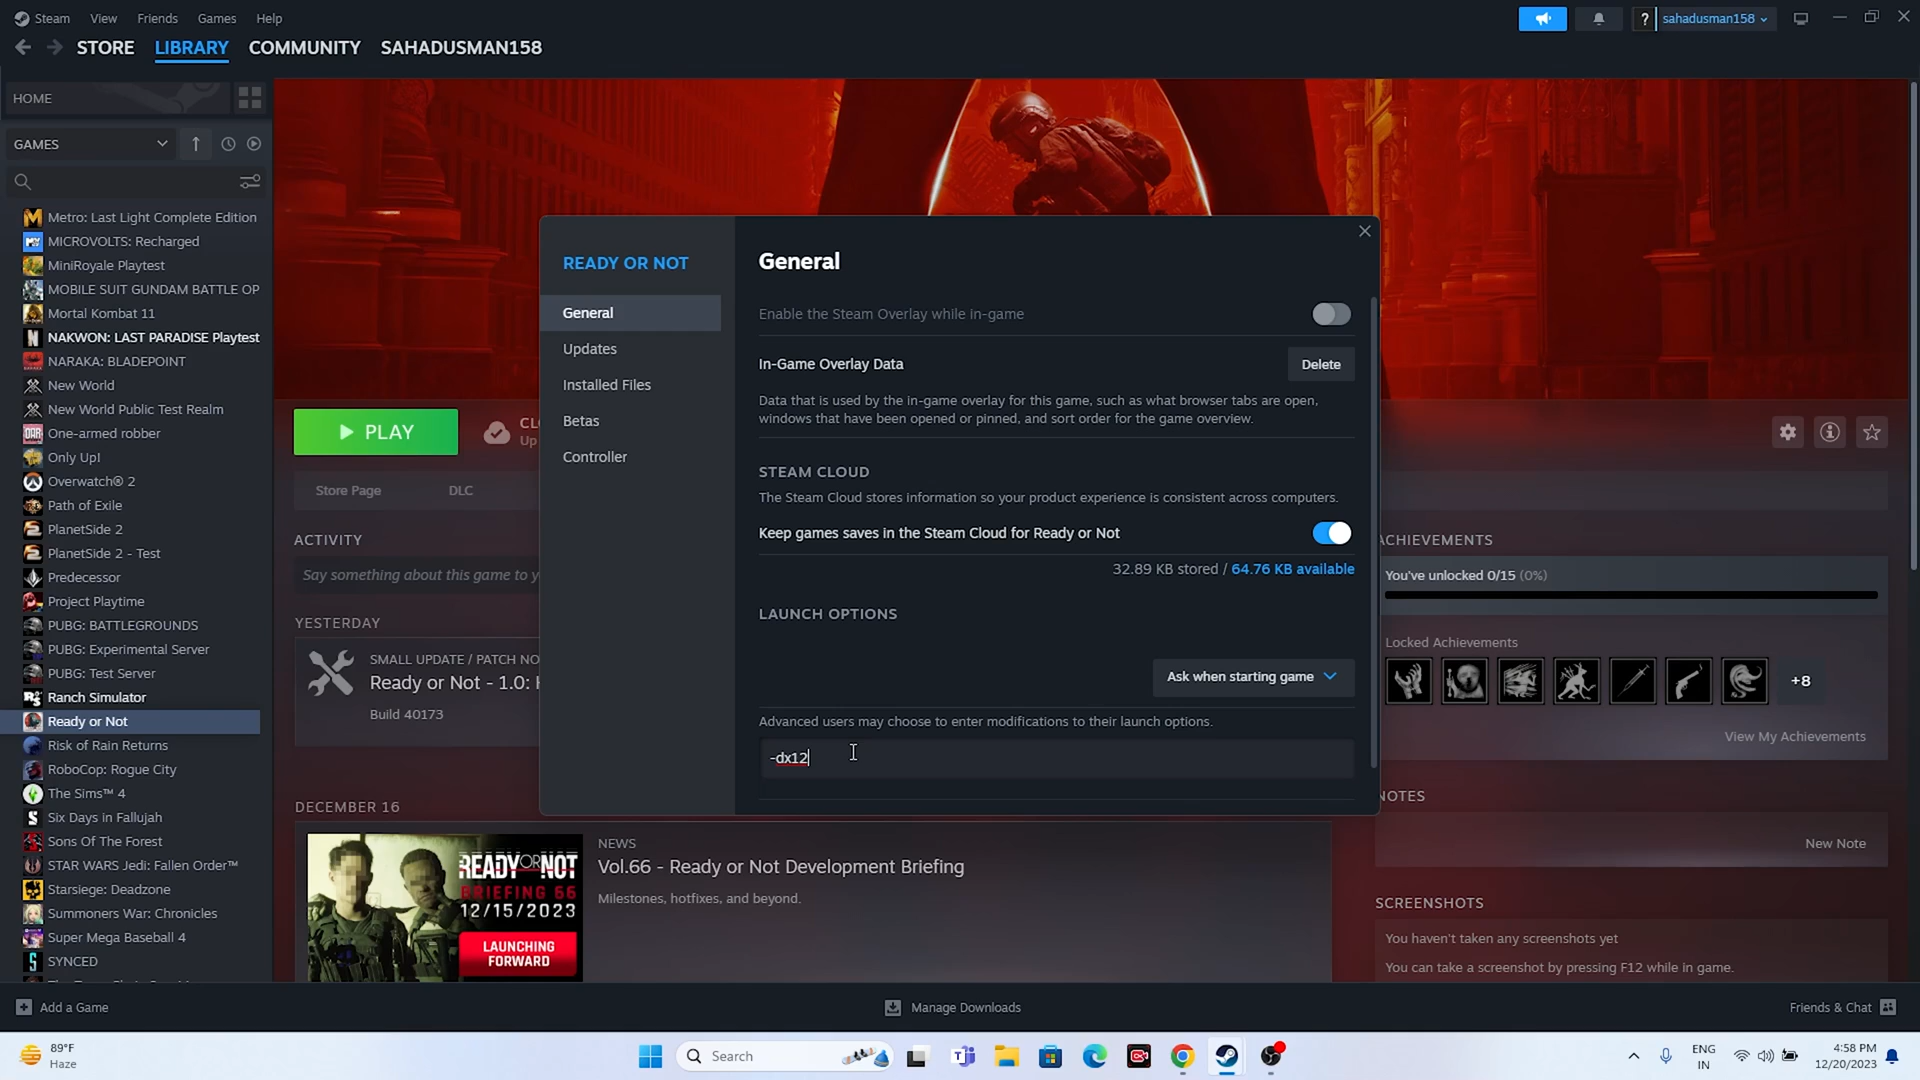 Steam View Friends Games Help
sahadusman158
STORE LIBRARY COMMUNITY SAHADUSMAN158
HOME
GAMES
Metro: Last Light Complete Edition
MICROVOLTS: Recharged
MiniRoyale Playtest
MOBILE SUIT GUNDAM BATTLE OP
Mortal Kombat 11
NAKWON: LAST PARADISE Playtest
NARAKA: BLADEPOINT
New World
New World Public Test Realm
One-armed robber
Only Up!
Overwatch® 2
Path of Exile
PlanetSide 2
PlanetSide 2 - Test
Predecessor
Project Playtime
PUBG: BATTLEGROUNDS
PUBG: Experimental Server
PUBG: Test Server
Ranch Simulator
Ready or Not
Risk of Rain Returns
RoboCop: Rogue City
The Sims™ 4
Six Days in Fallujah
Sons Of The Forest
STAR WARS Jedi: Fallen Order™
Starsiege: Deadzone
Summoners War: Chronicles
Super Mega Baseball 4
SYNCED
PLAY
CL
Up
Store Page DLC
ACTIVITY
Say something about this game to y
YESTERDAY
SMALL UPDATE / PATCH NO
Ready or Not - 1.0: H
Build 40173
DECEMBER 16
READY OR NOT
BRIEFING 66
12/15/2023
LAUNCHING
FORWARD
NEWS
Vol.66 - Ready or Not Development Briefing
Milestones, hotfixes, and beyond.
READY OR NOT
General
Updates
Installed Files
Betas
Controller
General
Enable the Steam Overlay while in-game
In-Game Overlay Data
Delete
Data that is used by the in-game overlay for this game, such as what browser tabs are open,
windows that have been opened or pinned, and sort order for the game overview.
STEAM CLOUD
The Steam Cloud stores information so your product experience is consistent across computers.
Keep games saves in the Steam Cloud for Ready or Not
32.89 KB stored / 64.76 KB available
LAUNCH OPTIONS
Ask when starting game
Advanced users may choose to enter modifications to their launch options.
-dx12
ACHIEVEMENTS
You've unlocked 0/15 (0%)
Locked Achievements
+8
View My Achievements
NOTES
New Note
SCREENSHOTS
You haven't taken any screenshots yet
You can take a screenshot by pressing F12 while in game.
Add a Game
Manage Downloads
Friends & Chat
89°F
Haze
Search
ENG
IN
4:58 PM
12/20/2023